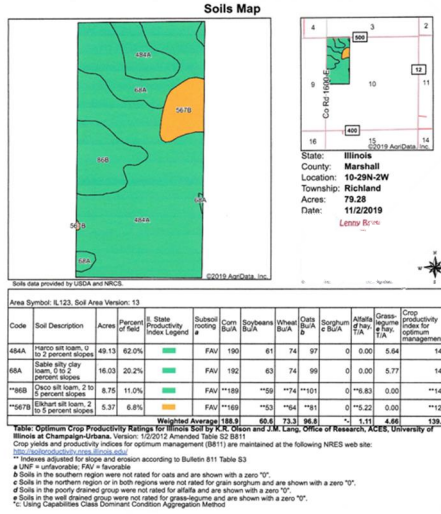 Soils Map
484A
68A
567B
86B
68A
484A
567B
68A
©2019 AgriData, Inc.
Soils data provided by USDA and NRCS.
4
3
2
500
Co Rd 1600-E
12
9
10
11
400
16
15
14
©2019 AgriData, Inc.
State: Illinois
County: Marshall
Location: 10-29N-2W
Township: Richland
Acres: 79.28
Date: 11/2/2019
Lenny
Area Symbol: IL123, Soil Area Version: 13
Code Soil Description Acres Percent of field Il. State Productivity Index Legend Subsoil rooting a Corn Bu/A Soybeans Bu/A Wheat Bu/A Oats Bu/A b Sorghum c Bu/A Alfalfa d hay, T/A Grass-legume e hay, T/A Crop productivity index for optimum management
484A Harco silt loam, 0 to 2 percent slopes 49.13 62.0% FAV 190 61 74 97 0 0.00 5.64 14
68A Sable silty clay loam, 0 to 2 percent slopes 16.03 20.2% FAV 192 63 74 99 0 0.00 5.77 14
**86B Osco silt loam, 2 to 5 percent slopes 8.75 11.0% FAV **189 **59 **74 **101 0 **6.83 0.00 **14
**567B Elkhart silt loam, 2 to 5 percent slopes 5.37 6.8% FAV **169 **53 **64 **81 0 **5.22 0.00 **12
Weighted Average 188.9 60.6 73.3 96.8 *- 1.11 4.66 139.
Table: Optimum Crop Productivity Ratings for Illinois Soil by K.R. Olson and J.M. Lang, Office of Research, ACES, University of
Illinois at Champaign-Urbana. Version: 1/2/2012 Amended Table S2 B811
Crop yields and productivity indices for optimum management (B811) are maintained at the following NRES web site:
http://soilproductivity.nres.illinois.edu/
** Indexes adjusted for slope and erosion according to Bulletin 811 Table S3
a UNF = unfavorable; FAV = favorable
b Soils in the southern region were not rated for oats and are shown with a zero "0".
c Soils in the northern region or in both regions were not rated for grain sorghum and are shown with a zero "0".
d Soils in the poorly drained group were not rated for alfalfa and are shown with a zero "0".
e Soils in the well drained group were not rated for grass-legume and are shown with a zero "0".
*c: Using Capabilities Class Dominant Condition Aggregation Method